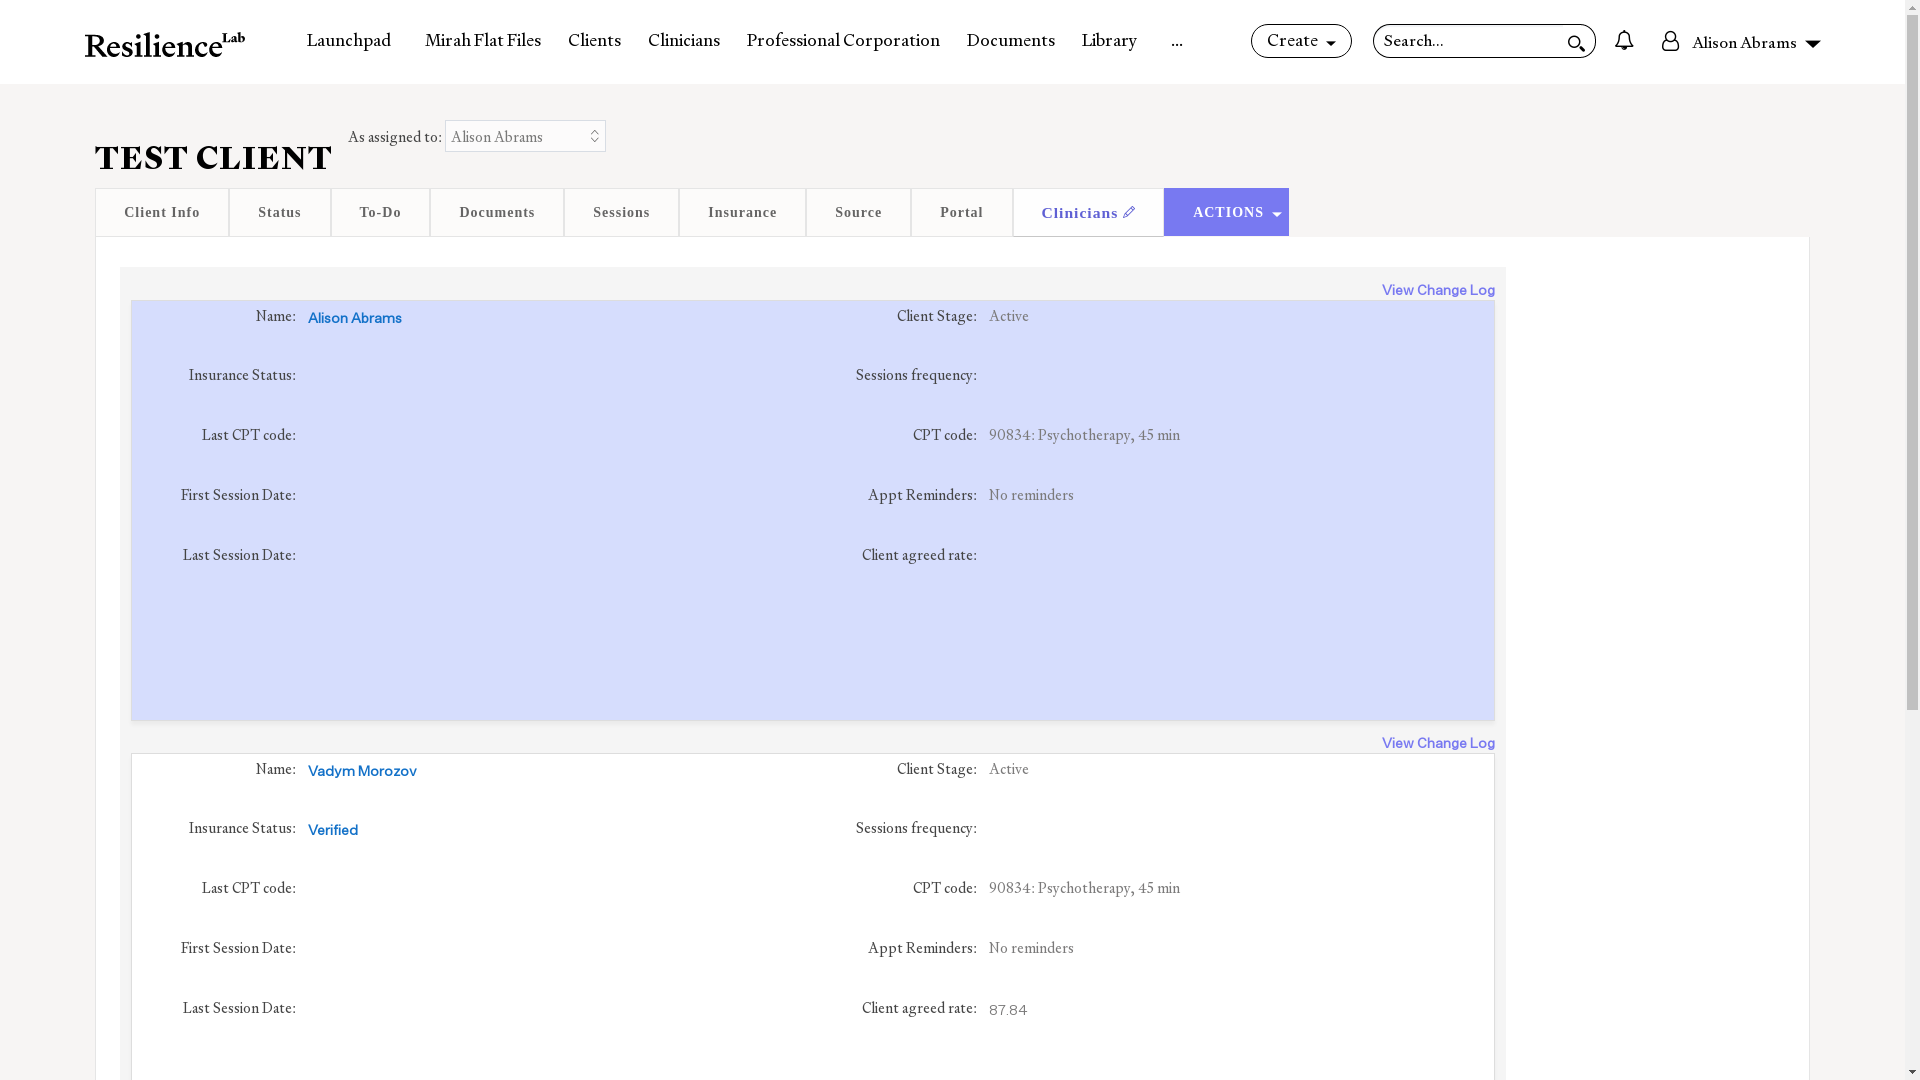 ResilienceLab
Launchpad Mirah Flat Files Clients Clinicians Professional Corporation Documents Library ...
Create
Search...
Alison Abrams
TEST CLIENT
As assigned to: Alison Abrams
Client Info Status To-Do Documents Sessions Insurance Source Portal Clinicians ACTIONS
View Change Log
Name: Alison Abrams Client Stage: Active
Insurance Status: Sessions frequency:
Last CPT code: CPT code: 90834: Psychotherapy, 45 min
First Session Date: Appt Reminders: No reminders
Last Session Date: Client agreed rate:
View Change Log
Name: Vadym Morozov Client Stage: Active
Insurance Status: Verified Sessions frequency:
Last CPT code: CPT code: 90834: Psychotherapy, 45 min
First Session Date: Appt Reminders: No reminders
Last Session Date: Client agreed rate: 87.84